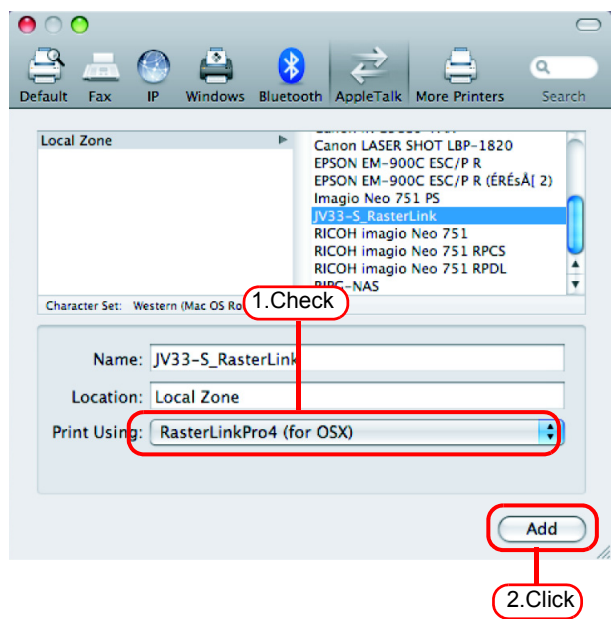 Default Fax IP Windows Bluetooth AppleTalk More Printers Search
Local Zone
Canon LASER SHOT LBP-1820
EPSON EM-900C ESC/P R
EPSON EM-900C ESC/P R (ÉRÉsÅ[ 2)
Imagio Neo 751 PS
JV33-S_RasterLink
RICOH imagio Neo 751
RICOH imagio Neo 751 RPCS
RICOH imagio Neo 751 RPDL
Character Set: Western (Mac OS Ro
1.Check
Name: JV33-S_RasterLink
Location: Local Zone
Print Using: RasterLinkPro4 (for OSX)
Add
2.Click